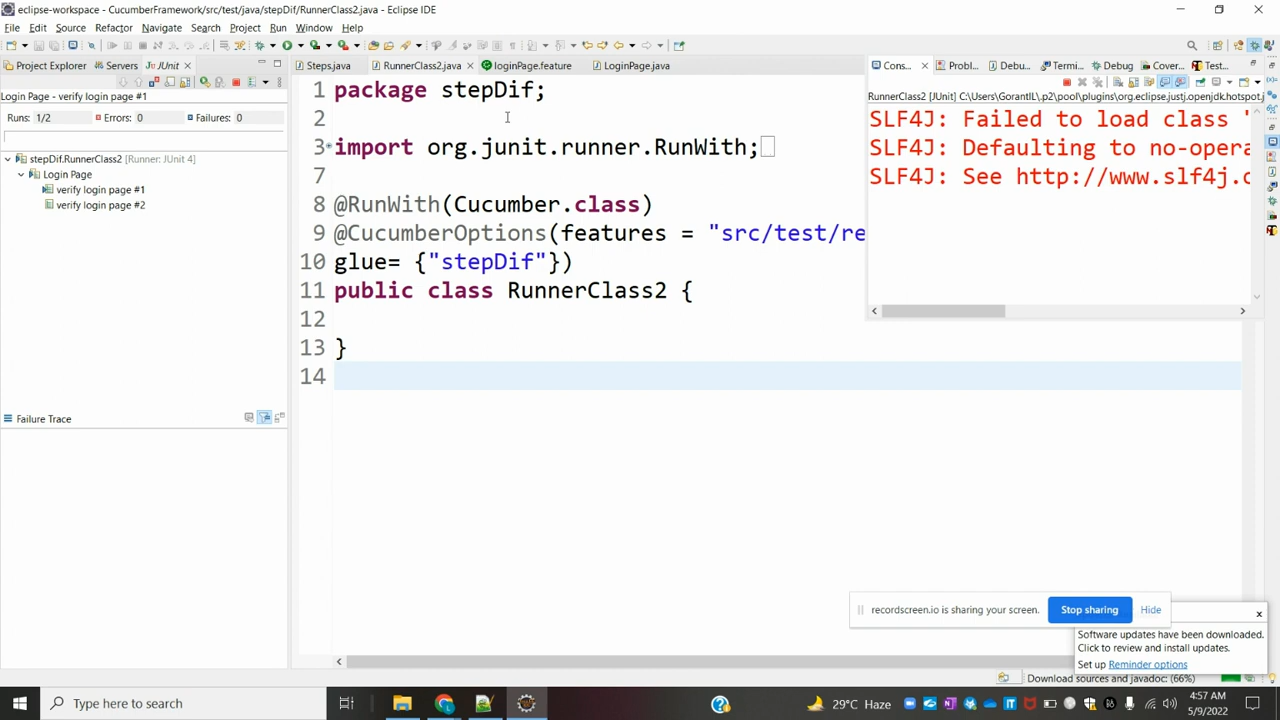 eclipse-workspace - CucumberFramework/src/test/java/stepDif/RunnerClass2.java - Eclipse IDE
File Edit Source Refactor Navigate Search Project Run Window Help
Project Explorer Servers JUnit
Steps.java RunnerClass2.java loginPage.feature LoginPage.java
Cons... Probl... Debu... Termi... Debug Cover... Test...
Login Page - verify login page #1
Runs: 1/2 Errors: 0 Failures: 0
stepDif.RunnerClass2 [Runner: JUnit 4]
Login Page
verify login page #1
verify login page #2
Failure Trace
1 package stepDif;
2
3 import org.junit.runner.RunWith;
7
8 @RunWith(Cucumber.class)
9 @CucumberOptions(features = "src/test/re
10 glue= {"stepDif"})
11 public class RunnerClass2 {
12
13 }
14
RunnerClass2 [JUnit] C:\Users\GorantIL\.p2\pool\plugins\org.eclipse.justj.openjdk.hotspot.j
SLF4J: Failed to load class '
SLF4J: Defaulting to no-opera
SLF4J: See http://www.slf4j.o
recordscreen.io is sharing your screen. Stop sharing Hide
Software updates have been downloaded.
Click to review and install updates.
Set up Reminder options
Download sources and javadoc: (66%)
Type here to search
29°C Haze
4:57 AM
5/9/2022